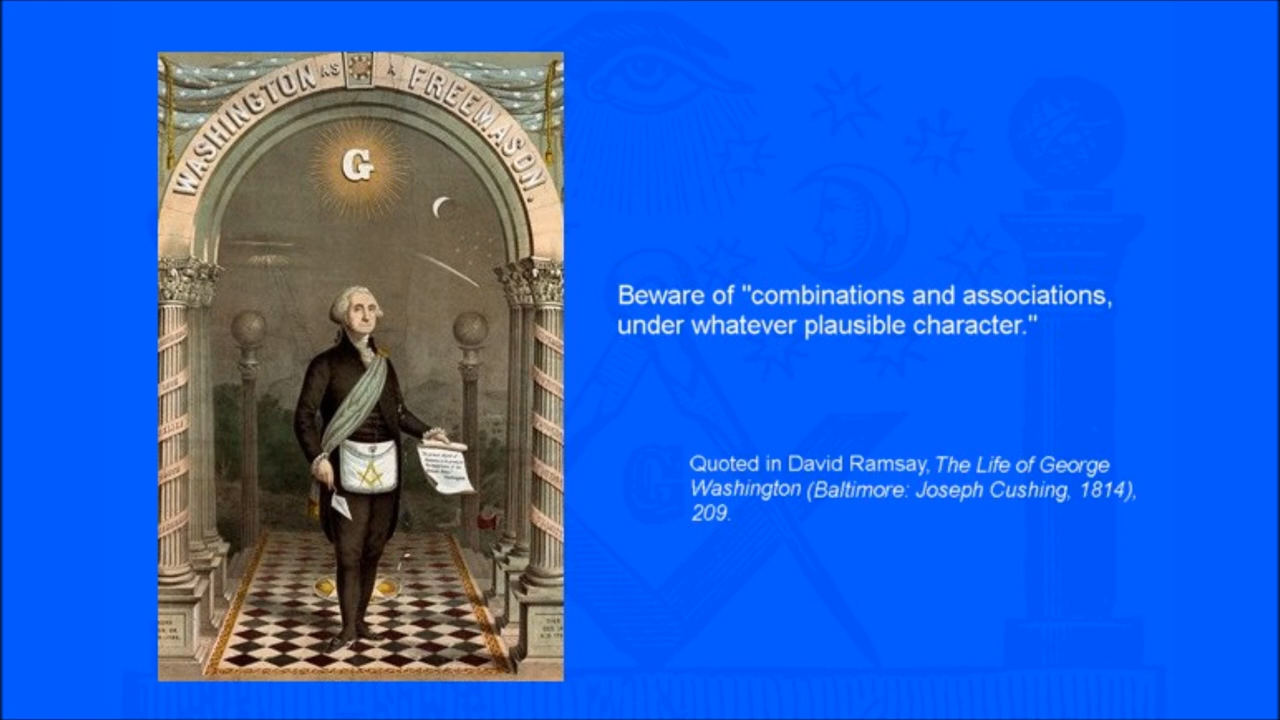 WASHINGTON AS A FREEMASON.
G
Beware of "combinations and associations,
under whatever plausible character."
Quoted in David Ramsay, The Life of George
Washington (Baltimore: Joseph Cushing, 1814),
209.